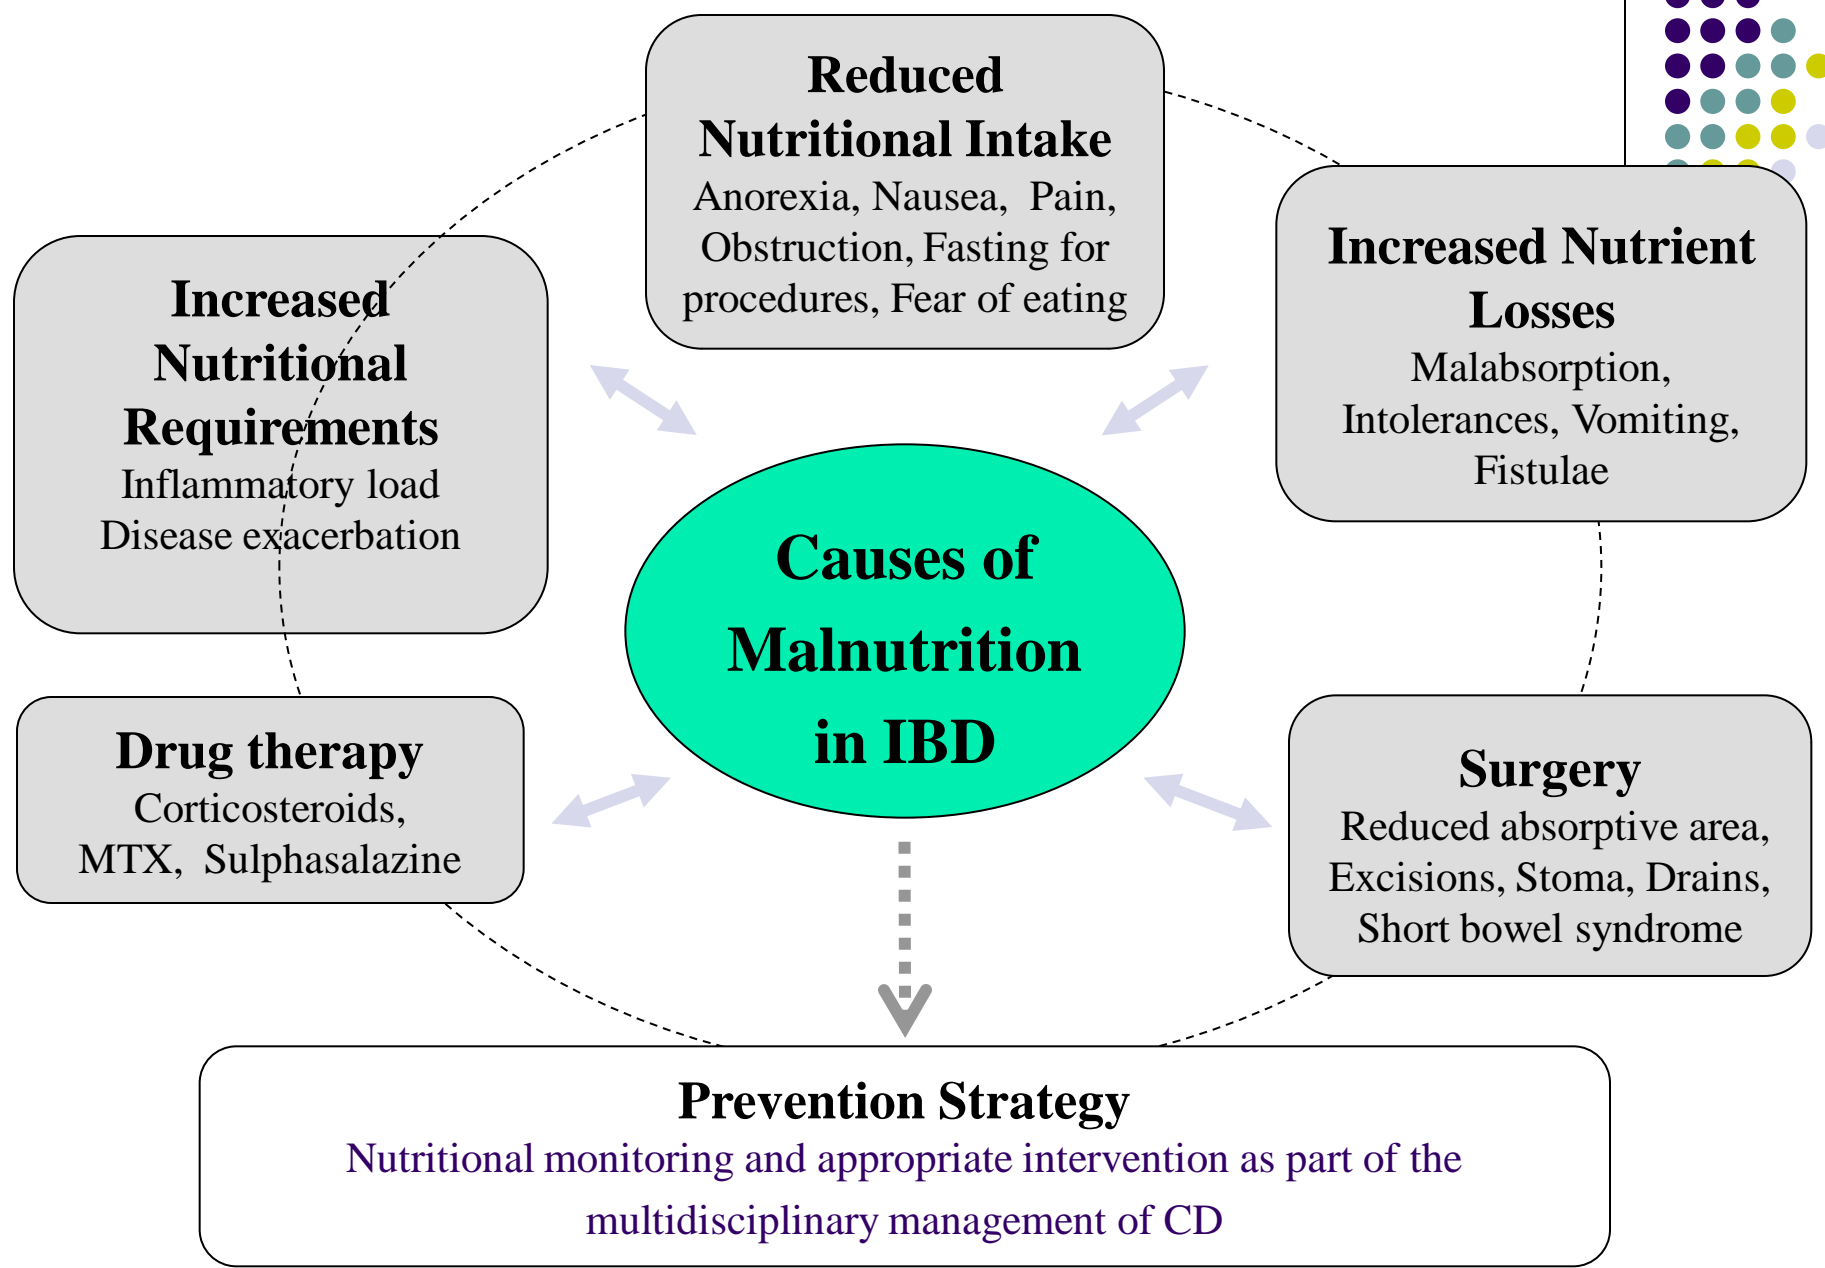 Reduced
Nutritional Intake
Anorexia, Nausea, Pain,
Obstruction, Fasting for
procedures, Fear of eating
Increased Nutrient
Losses
Malabsorption,
Intolerances, Vomiting,
Fistulae
Increased
Nutritional
Requirements
Inflammatory load
Disease exacerbation
Causes of
Malnutrition
in IBD
Drug therapy
Corticosteroids,
MTX, Sulphasalazine
Surgery
Reduced absorptive area,
Excisions, Stoma, Drains,
Short bowel syndrome
Prevention Strategy
Nutritional monitoring and appropriate intervention as part of the
multidisciplinary management of CD